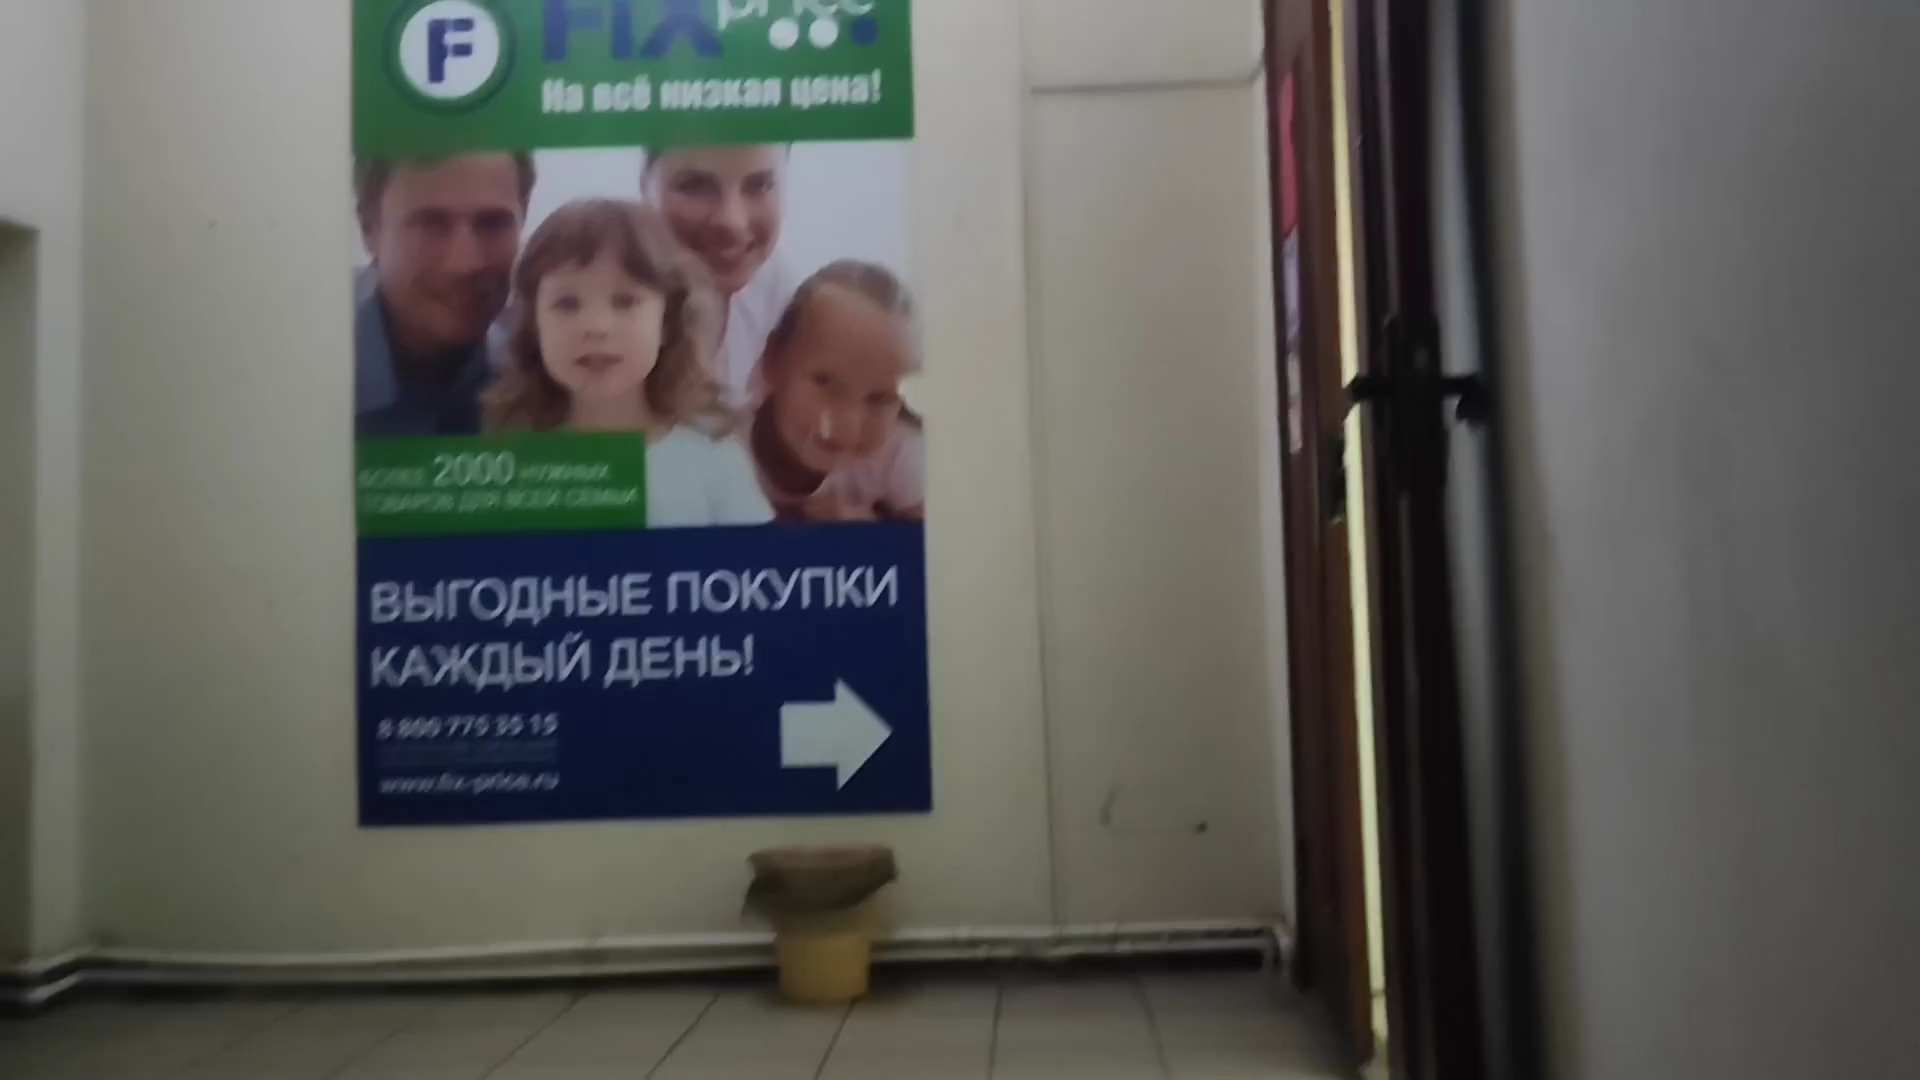 F
FIX price
На всё низкая цена!
БОЛЕЕ 2000 НУЖНЫХ
ТОВАРОВ ДЛЯ ВСЕЙ СЕМЬИ
ВЫГОДНЫЕ ПОКУПКИ
КАЖДЫЙ ДЕНЬ!
8 800 775 35 15
www.fix-price.ru